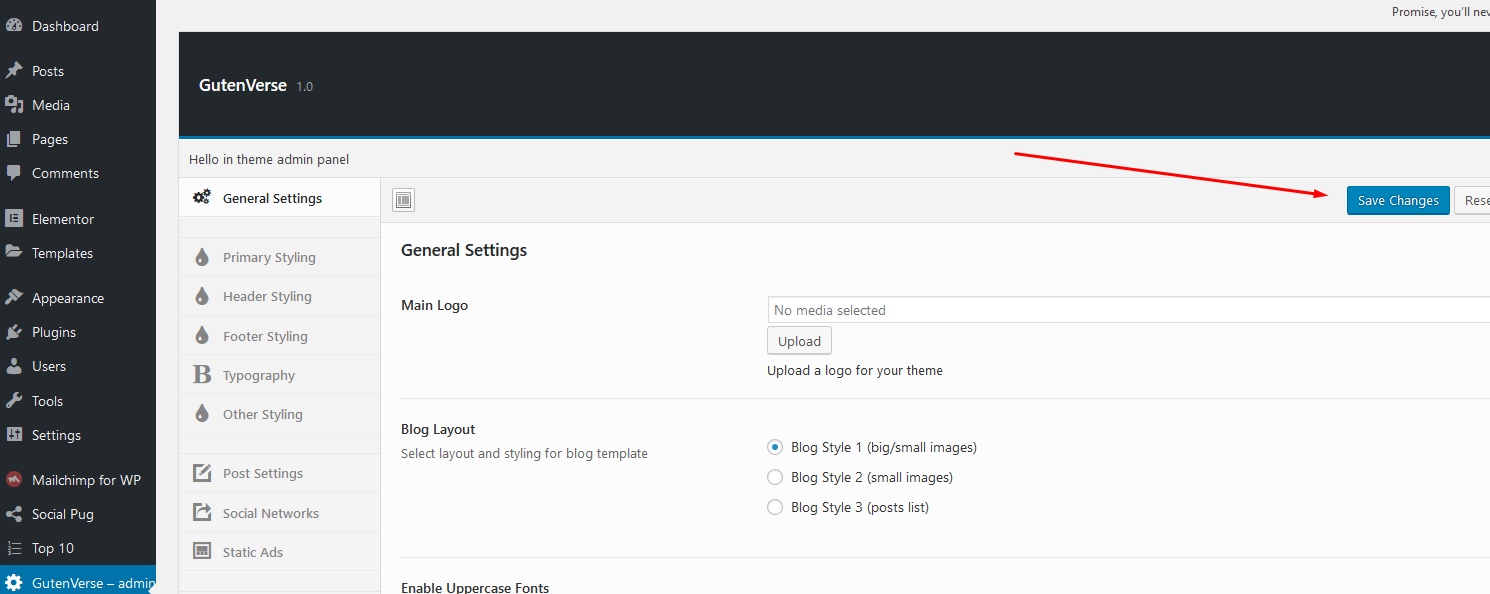 Dashboard
Posts
Media
Pages
Comments
Elementor
Templates
Appearance
Plugins
Users
Tools
Settings
Mailchimp for WP
Social Pug
Top 10
GutenVerse – admin
Promise, you'll nev
GutenVerse 1.0
Hello in theme admin panel
General Settings
Primary Styling
Header Styling
Footer Styling
Typography
Other Styling
Post Settings
Social Networks
Static Ads
Save Changes
Rese
General Settings
Main Logo
No media selected
Upload
Upload a logo for your theme
Blog Layout
Select layout and styling for blog template
Blog Style 1 (big/small images)
Blog Style 2 (small images)
Blog Style 3 (posts list)
Enable Uppercase Fonts